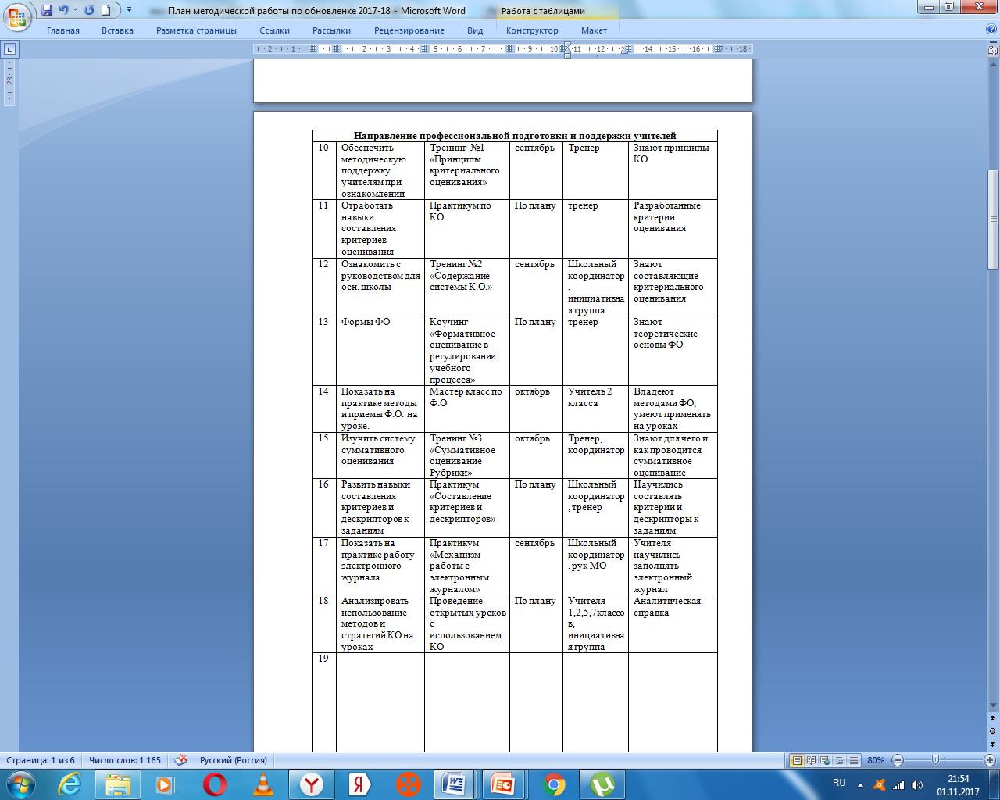 План методической работы по обновленке 2017-18 - Microsoft Word
Работа с таблицами
Главная
Вставка
Разметка страницы
Ссылки
Рассылки
Рецензирование
Вид
Конструктор
Макет
Направление профессиональной подготовки и поддержки учителей
10
Обеспечить
методическую
поддержку
учителям при
ознакомлении
Тренинг №1
«Принципы
критериального
оценивания»
сентябрь
Тренер
Знают принципы
КО
11
Отработать
навыки
составления
критериев
оценивания
Практикум по
КО
По плану
тренер
Разработанные
критерии
оценивания
12
Ознакомить с
руководством для
осн. школы
Тренинг №2
«Содержание
системы К.О.»
сентябрь
Школьный
координатор
,
инициативна
я группа
Знают
составляющие
критериального
оценивания
13
Формы ФО
Коучинг
«Формативное
оценивание в
регулировании
учебного
процесса»
По плану
тренер
Знают
теоретические
основы ФО
14
Показать на
практике методы
и приемы Ф.О. на
уроке.
Мастер класс по
Ф.О
октябрь
Учитель 2
класса
Владеют
методами ФО,
умеют применять
на уроках
15
Изучить систему
суммативного
оценивания
Тренинг №3
«Суммативное
оценивание
Рубрики»
октябрь
Тренер,
координатор
Знают для чего и
как проводится
суммативное
оценивание
16
Развить навыки
составления
критериев и
дескрипторов к
заданиям
Практикум
«Составление
критериев и
дескрипторов»
По плану
Школьный
координатор
, тренер
Научились
составлять
критерии и
дескрипторы к
заданиям
17
Показать на
практике работу
электронного
журнала
Практикум
«Механизм
работы с
электронным
журналом»
сентябрь
Школьный
координатор
, рук МО
Учителя
научились
заполнять
электронный
журнал
18
Анализировать
использование
методов и
стратегий КО на
уроках
Проведение
открытых уроков
с
использованием
КО
По плану
Учителя
1,2,5,7классо
в,
инициативна
я группа
Аналитическая
справка
19
Страница: 1 из 6
Число слов: 1 165
Русский (Россия)
80%
RU
21:54
01.11.2017